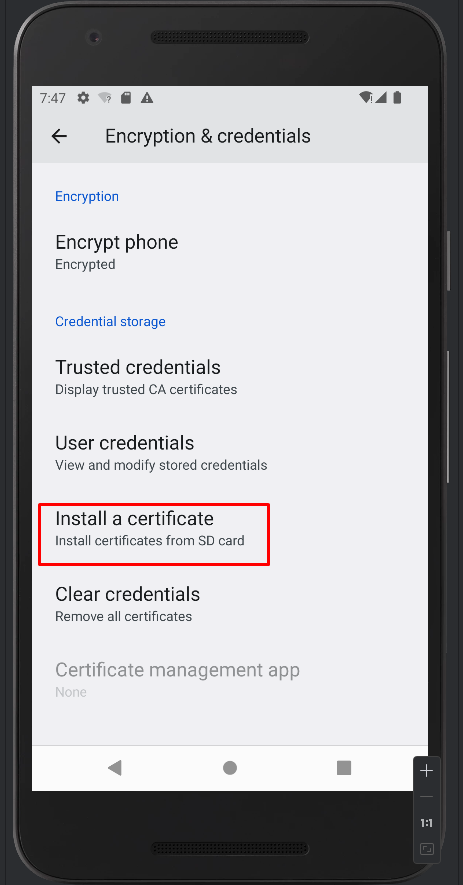 7:47
Encryption & credentials
Encryption
Encrypt phone
Encrypted
Credential storage
Trusted credentials
Display trusted CA certificates
User credentials
View and modify stored credentials
Install a certificate
Install certificates from SD card
Clear credentials
Remove all certificates
Certificate management app
None
1:1